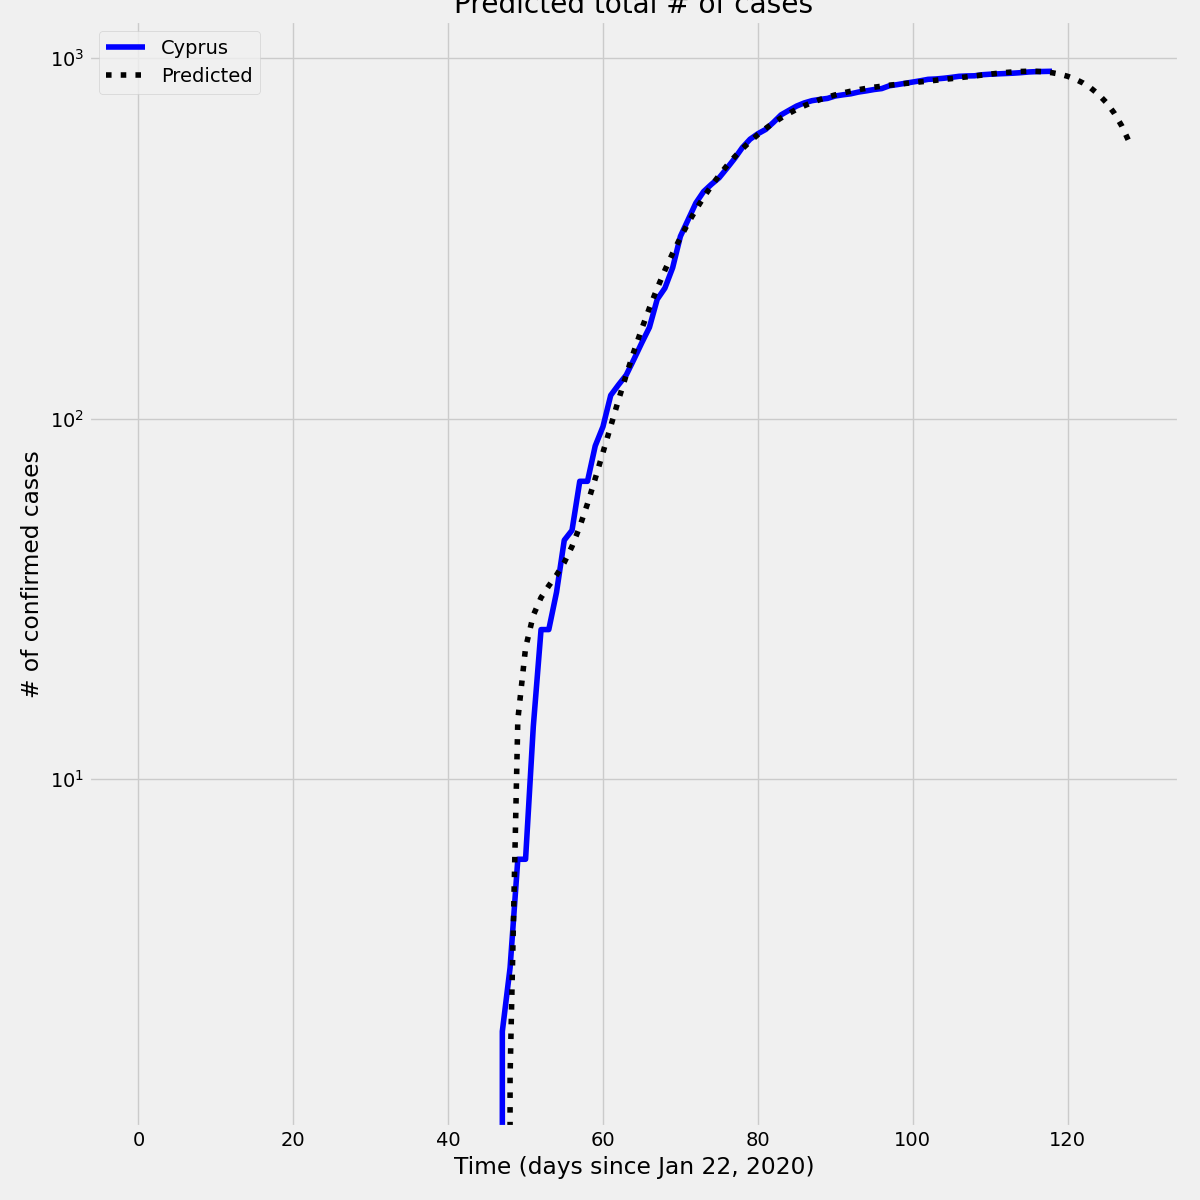 Predicted total # of cases
Cyprus
Predicted
10³
10²
10¹
# of confirmed cases
0 20 40 60 80 100 120
Time (days since Jan 22, 2020)